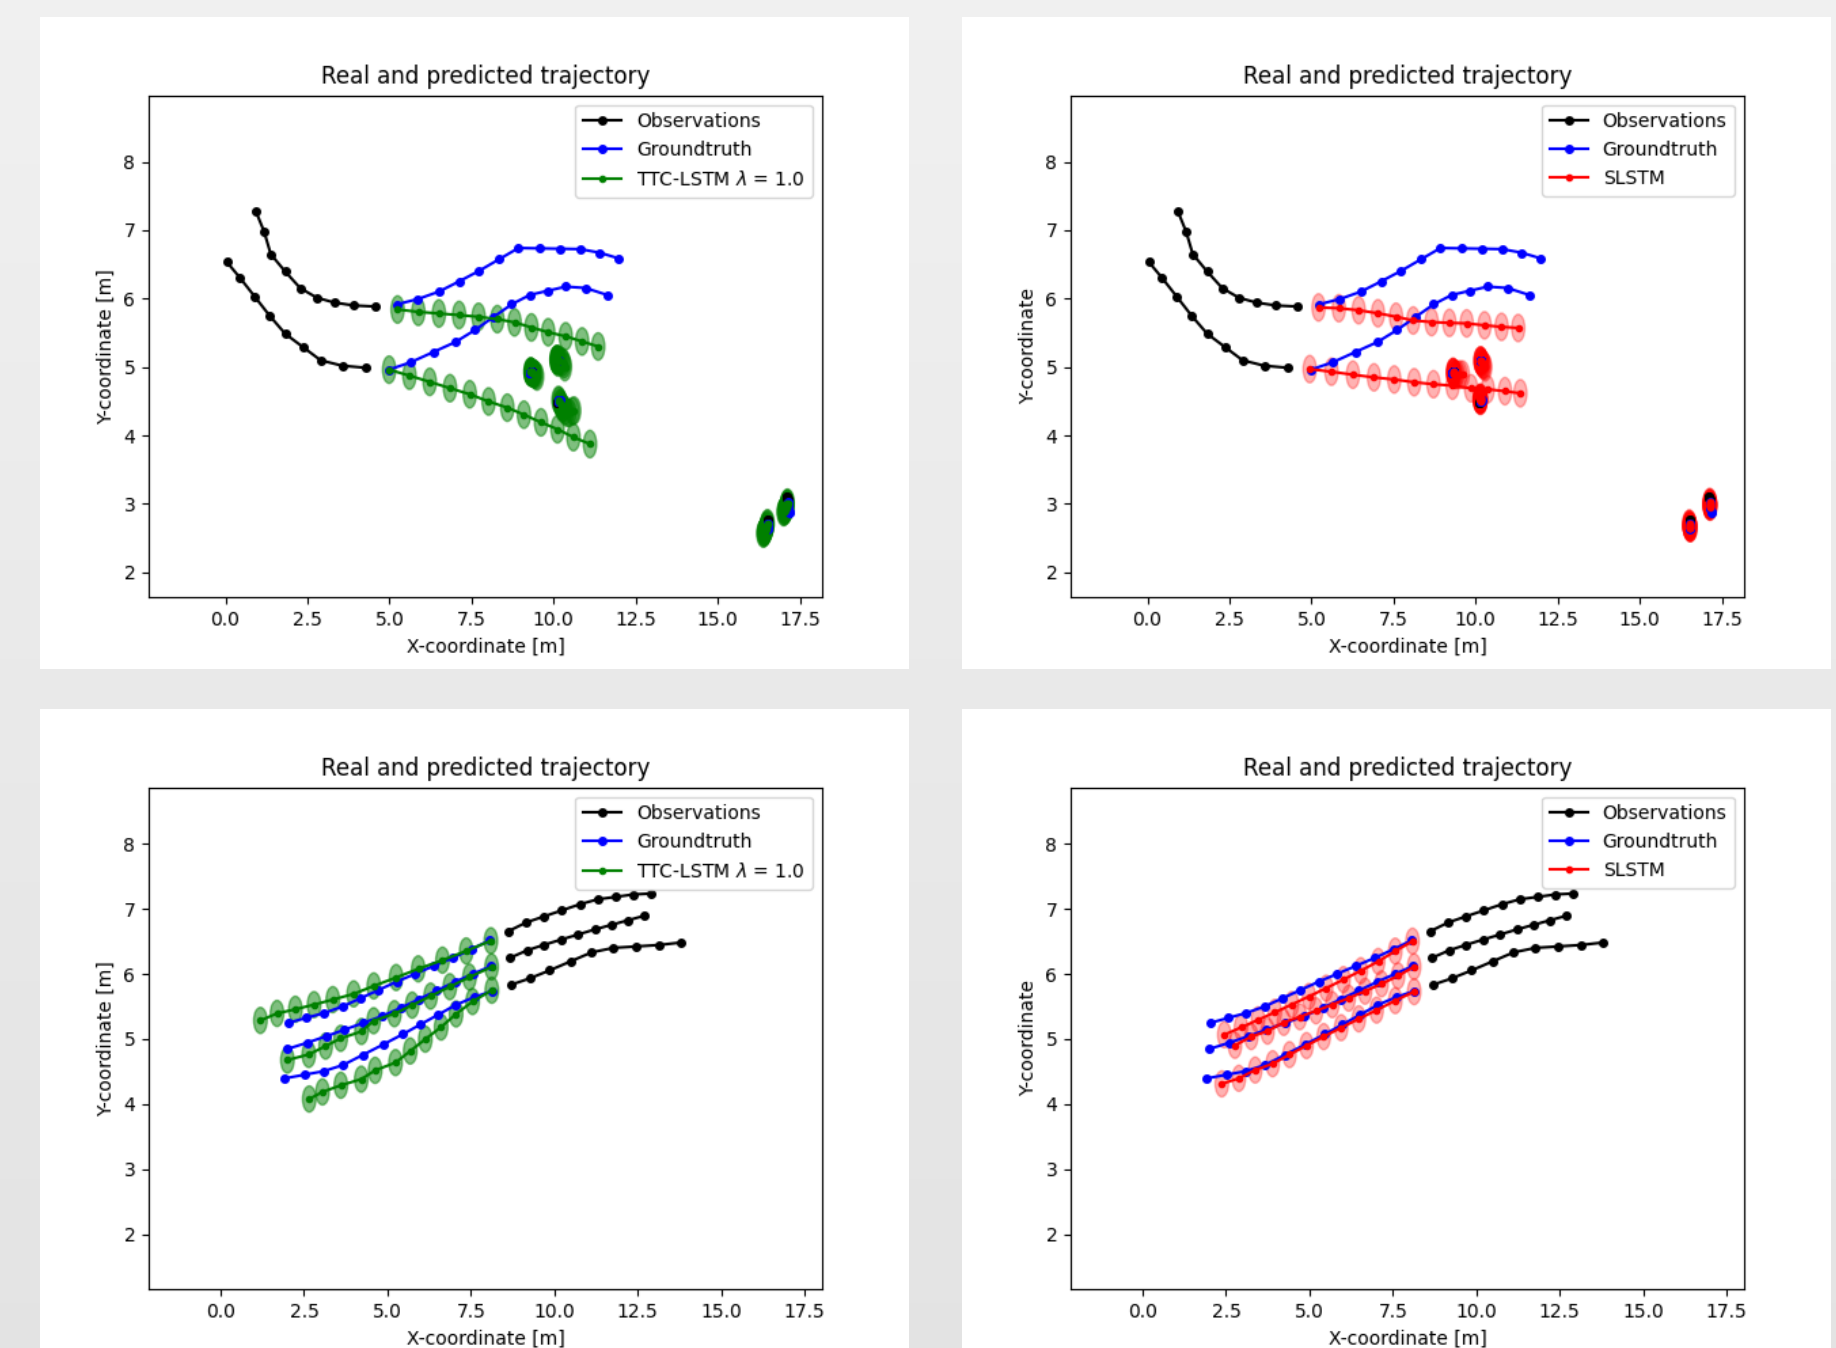 Real and predicted trajectory
Observations
Groundtruth
TTC-LSTM λ = 1.0
Y-coordinate [m]
8
7
6
5
4
3
2
0.0 2.5 5.0 7.5 10.0 12.5 15.0 17.5
X-coordinate [m]
Real and predicted trajectory
Observations
Groundtruth
SLSTM
Y-coordinate
8
7
6
5
4
3
2
0.0 2.5 5.0 7.5 10.0 12.5 15.0 17.5
X-coordinate [m]
Real and predicted trajectory
Observations
Groundtruth
TTC-LSTM λ = 1.0
Y-coordinate [m]
8
7
6
5
4
3
2
0.0 2.5 5.0 7.5 10.0 12.5 15.0 17.5
X-coordinate [m]
Real and predicted trajectory
Observations
Groundtruth
SLSTM
Y-coordinate
8
7
6
5
4
3
2
0.0 2.5 5.0 7.5 10.0 12.5 15.0 17.5
X-coordinate [m]